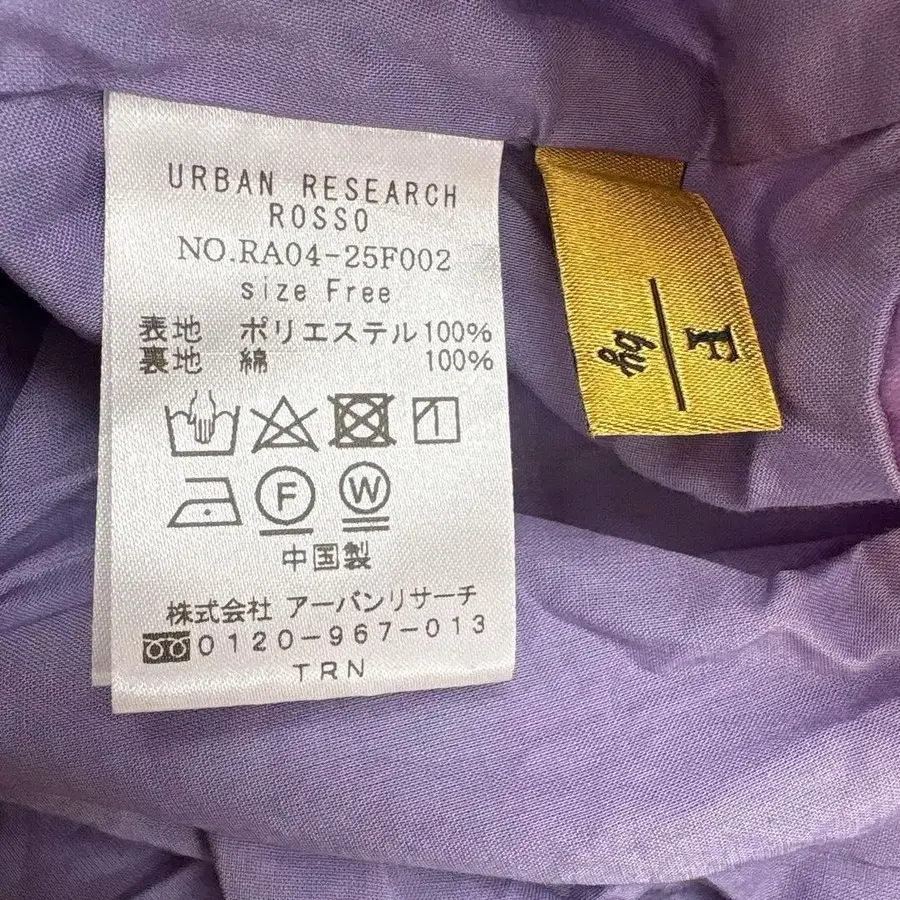 URBAN RESEARCH
ROSSO
NO.RA04-25F002
size Free
表地 ポリエステル100%
裏地 綿 100%
F W
中国製
株式会社 アーバンリサーチ
0120-967-013
TRN
F
by